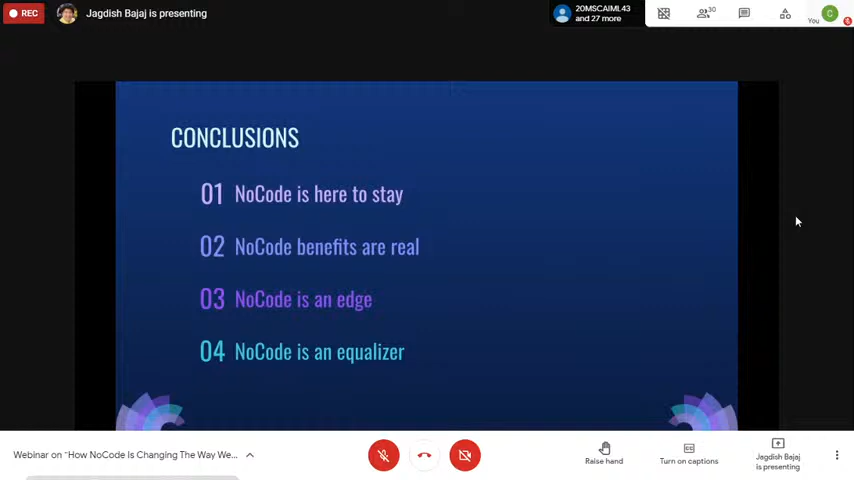 REC
Jagdish Bajaj is presenting
20MSCAIML43
and 27 more
30
You
C
CONCLUSIONS
01 NoCode is here to stay
02 NoCode benefits are real
03 NoCode is an edge
04 NoCode is an equalizer
Webinar on "How NoCode Is Changing The Way We...
Raise hand
Turn on captions
Jagdish Bajaj
is presenting